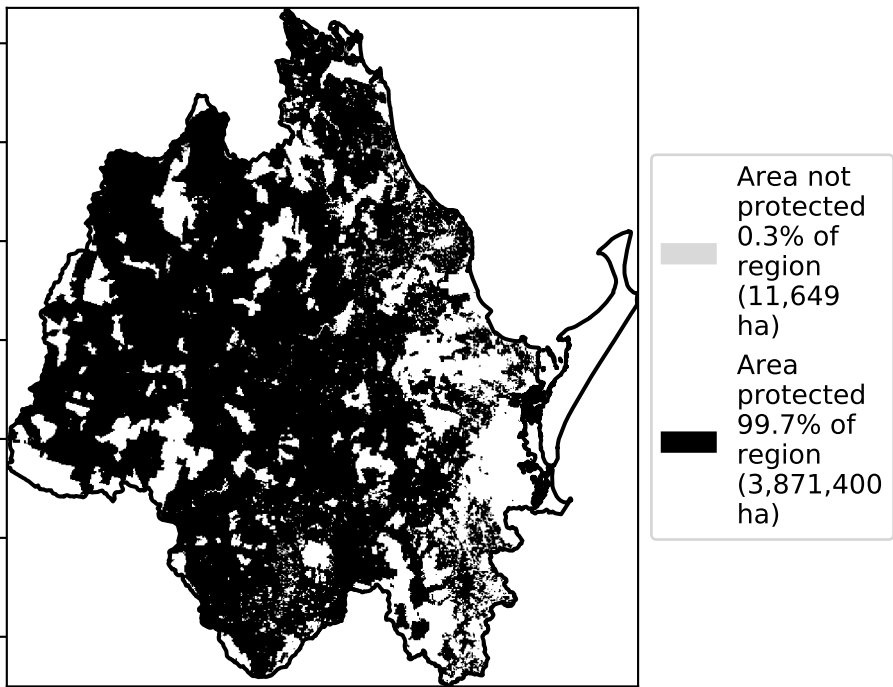 Area not
protected
0.3% of
region
(11,649
ha)
Area
protected
99.7% of
region
(3,871,400
ha)